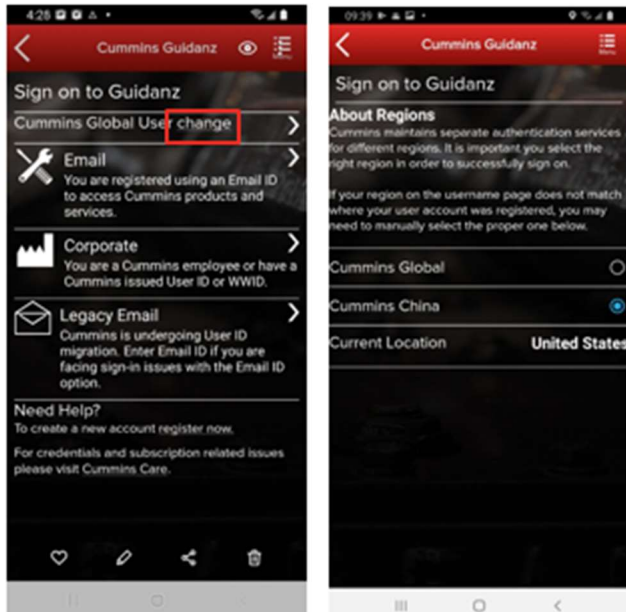 4:28
Cummins Guidanz
Menu
Sign on to Guidanz
Cummins Global User change
Email
You are registered using an Email ID
to access Cummins products and
services.
Corporate
You are a Cummins employee or have a
Cummins issued User ID or WWID.
Legacy Email
Cummins is undergoing User ID
migration. Enter Email ID if you are
facing sign-in issues with the Email ID
option.
Need Help?
To create a new account register now.
For credentials and subscription related issues
please visit Cummins Care.
09:39
Cummins Guidanz
Menu
Sign on to Guidanz
About Regions
Cummins maintains separate authentication services
for different regions. It is important you select the
right region in order to successfully sign on.
If your region on the username page does not match
where your user account was registered, you may
need to manually select the proper one below.
Cummins Global
Cummins China
Current Location United States